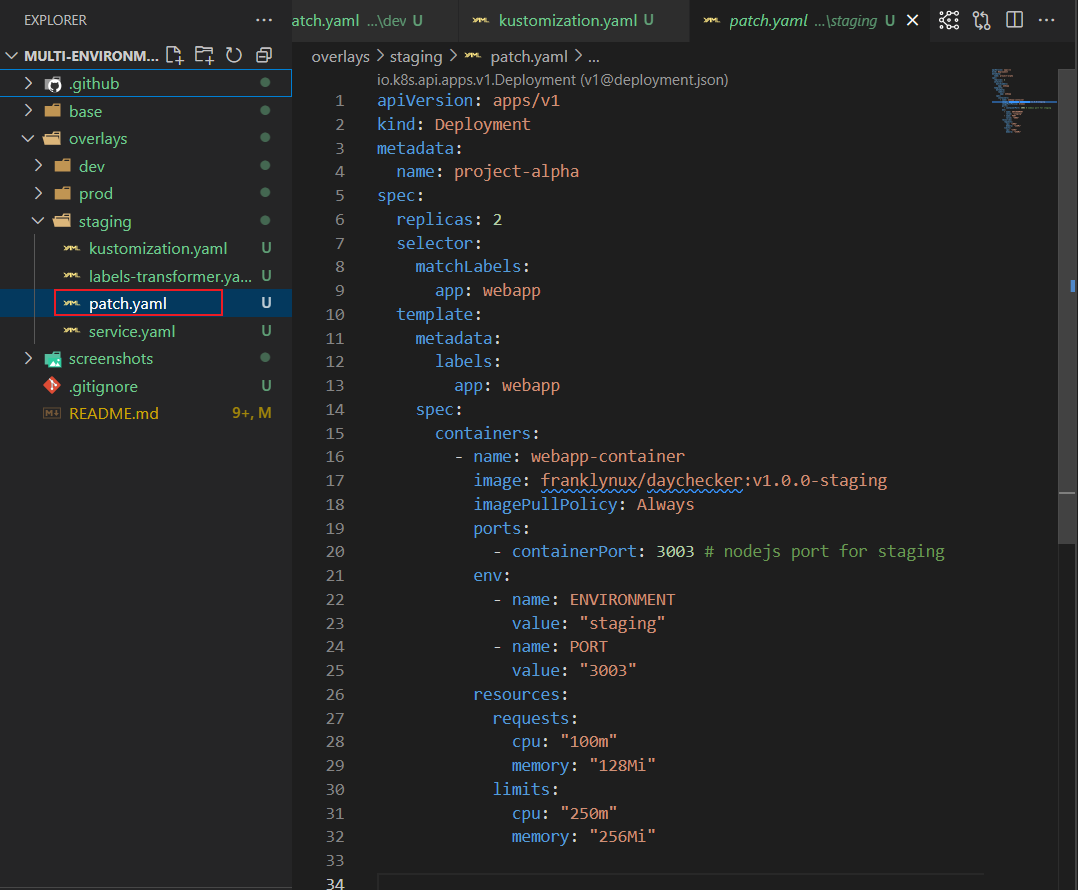 EXPLORER
MULTI-ENVIRONM...
.github
base
overlays
dev
prod
staging
kustomization.yaml U
labels-transformer.ya... U
patch.yaml U
service.yaml U
screenshots
.gitignore U
README.md 9+, M
atch.yaml ...\dev U
kustomization.yaml U
patch.yaml ...\staging U
overlays > staging > patch.yaml > ...
io.k8s.api.apps.v1.Deployment (v1@deployment.json)
1 apiVersion: apps/v1
2 kind: Deployment
3 metadata:
4   name: project-alpha
5 spec:
6   replicas: 2
7   selector:
8     matchLabels:
9       app: webapp
10   template:
11     metadata:
12       labels:
13         app: webapp
14     spec:
15       containers:
16         - name: webapp-container
17           image: franklynux/daychecker:v1.0.0-staging
18           imagePullPolicy: Always
19           ports:
20             - containerPort: 3003 # nodejs port for staging
21           env:
22             - name: ENVIRONMENT
23               value: "staging"
24             - name: PORT
25               value: "3003"
26           resources:
27             requests:
28               cpu: "100m"
29               memory: "128Mi"
30             limits:
31               cpu: "250m"
32               memory: "256Mi"
33
34